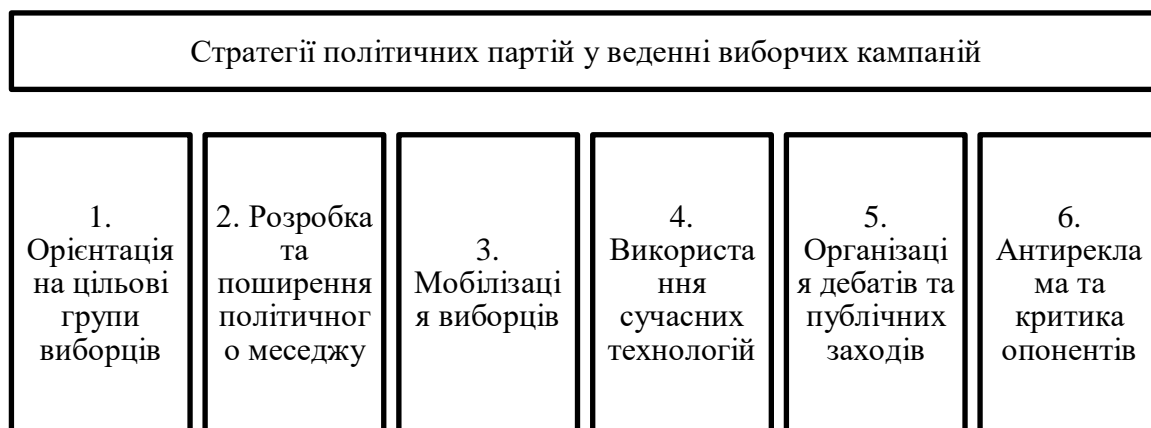 Стратегії політичних партій у веденні виборчих кампаній
1.
Орієнтація
на цільові
групи
виборців
2. Розробка
та
поширення
політичног
о меседжу
3.
Мобілізаці
я виборців
4.
Використа
ння
сучасних
технологій
5.
Організаці
я дебатів та
публічних
заходів
6.
Антирекла
ма та
критика
опонентів